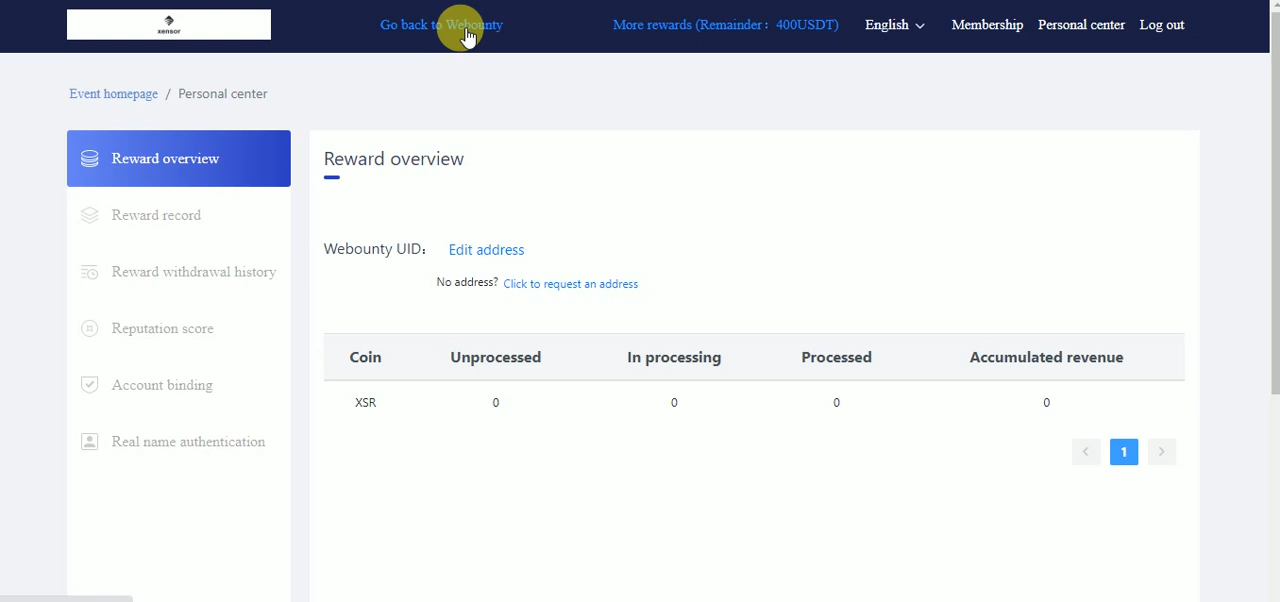 xensor
Go back to Webounty
More rewards (Remainder: 400USDT)
English
Membership
Personal center
Log out
Event homepage / Personal center
Reward overview
Reward record
Reward withdrawal history
Reputation score
Account binding
Real name authentication
Reward overview
Webounty UID:
Edit address
No address? Click to request an address
Coin Unprocessed In processing Processed Accumulated revenue
XSR 0 0 0 0
< 1 >